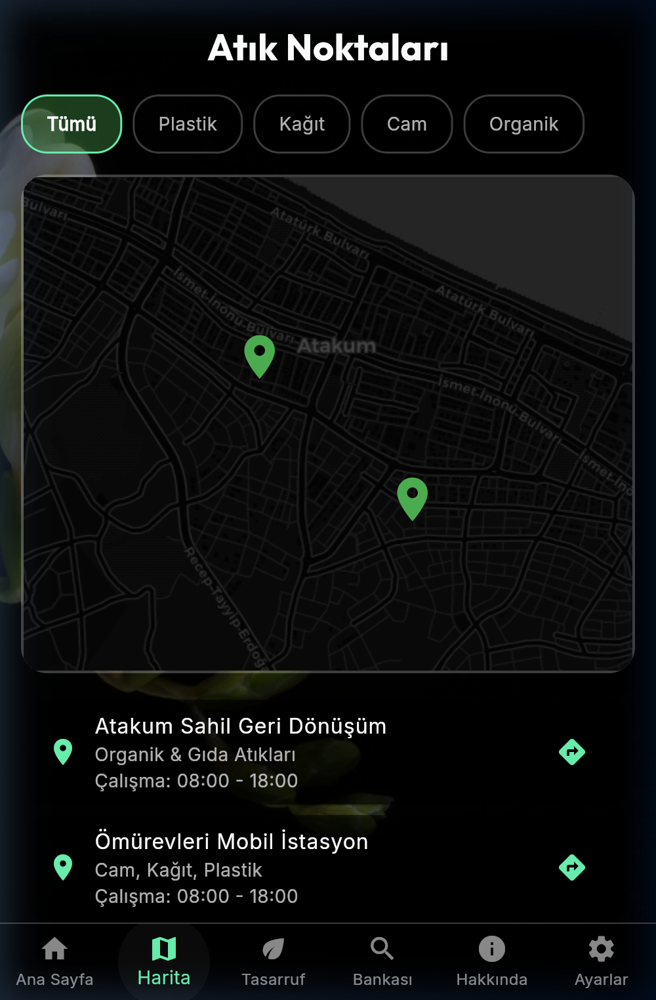 Atık Noktaları
Tümü
Plastik
Kağıt
Cam
Organik
Bulvarı
Atatürk Bulvarı
İsmet-İnönü-Bulvarı
Atatürk Bulvarı
Atakum
İsmet-İnönü-Bulvarı
İsmet-İnö
Recep-Tayyip-Erdoğ
Atakum Sahil Geri Dönüşüm
Organik & Gıda Atıkları
Çalışma: 08:00 - 18:00
Ömürevleri Mobil İstasyon
Cam, Kağıt, Plastik
Çalışma: 08:00 - 18:00
Ana Sayfa
Harita
Tasarruf
Bankası
Hakkında
Ayarlar